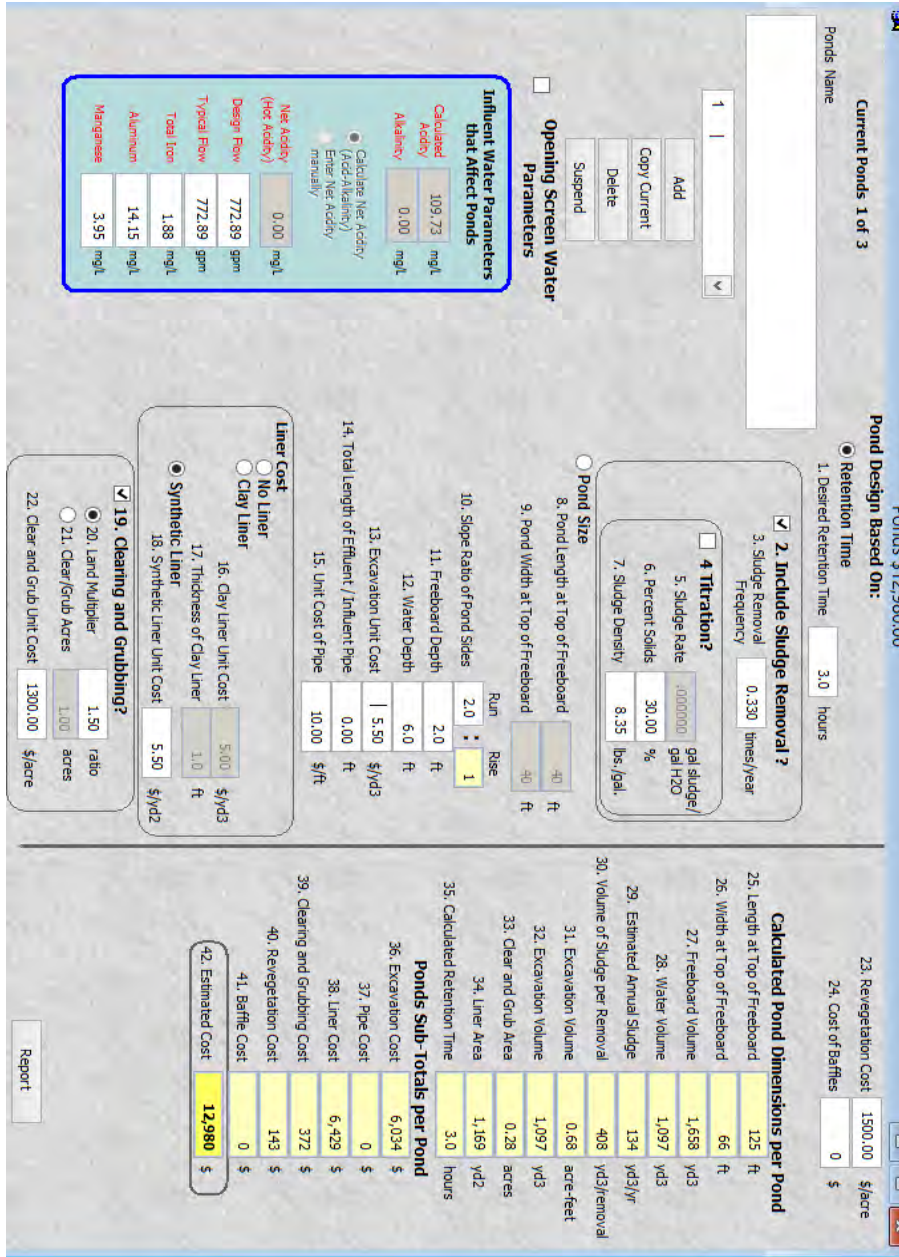 Ponds $12,980.00
Current Ponds 1 of 3
Ponds Name
1
Add
Copy Current
Delete
Suspend
Opening Screen Water
Parameters
Influent Water Parameters
that Affect Ponds
Calculated
Acidity 109.73 mg/L
Alkalinity 0.00 mg/L
Calculate Net Acidity
(Acid-Alkalinity)
Enter Net Acidity
manually
Net Acidity
(Hot Acidity) 0.00 mg/L
Design Flow 772.89 gpm
Typical Flow 772.89 gpm
Total Iron 1.88 mg/L
Aluminum 14.15 mg/L
Manganese 3.95 mg/L
Pond Design Based On:
Retention Time
1. Desired Retention Time 3.0 hours
2. Include Sludge Removal ?
3. Sludge Removal
Frequency 0.330 times/year
4 Titration?
5. Sludge Rate .000000 gal sludge/
gal H2O
6. Percent Solids 30.00 %
7. Sludge Density 8.35 lbs./gal.
Pond Size
8. Pond Length at Top of Freeboard 40 ft
9. Pond Width at Top of Freeboard 40 ft
Run Rise
10. Slope Ratio of Pond Sides 2.0 : 1
11. Freeboard Depth 2.0 ft
12. Water Depth 6.0 ft
13. Excavation Unit Cost 5.50 $/yd3
14. Total Length of Effluent / Influent Pipe 0.00 ft
15. Unit Cost of Pipe 10.00 $/ft
Liner Cost
No Liner
Clay Liner
16. Clay Liner Unit Cost 5.00 $/yd3
17. Thickness of Clay Liner 1.0 ft
Synthetic Liner
18. Synthetic Liner Unit Cost 5.50 $/yd2
19. Clearing and Grubbing?
20. Land Multiplier 1.50 ratio
21. Clear/Grub Acres 1.00 acres
22. Clear and Grub Unit Cost 1300.00 $/acre
23. Revegetation Cost 1500.00 $/acre
24. Cost of Baffles 0 $
Calculated Pond Dimensions per Pond
25. Length at Top of Freeboard 125 ft
26. Width at Top of Freeboard 66 ft
27. Freeboard Volume 1,658 yd3
28. Water Volume 1,097 yd3
29. Estimated Annual Sludge 134 yd3/yr
30. Volume of Sludge per Removal 408 yd3/removal
31. Excavation Volume 0.68 acre-feet
32. Excavation Volume 1,097 yd3
33. Clear and Grub Area 0.28 acres
34. Liner Area 1,169 yd2
35. Calculated Retention Time 3.0 hours
Ponds Sub-Totals per Pond
36. Excavation Cost 6,034 $
37. Pipe Cost 0 $
38. Liner Cost 6,429 $
39. Clearing and Grubbing Cost 372 $
40. Revegetation Cost 143 $
41. Baffle Cost 0 $
42. Estimated Cost 12,980 $
Report